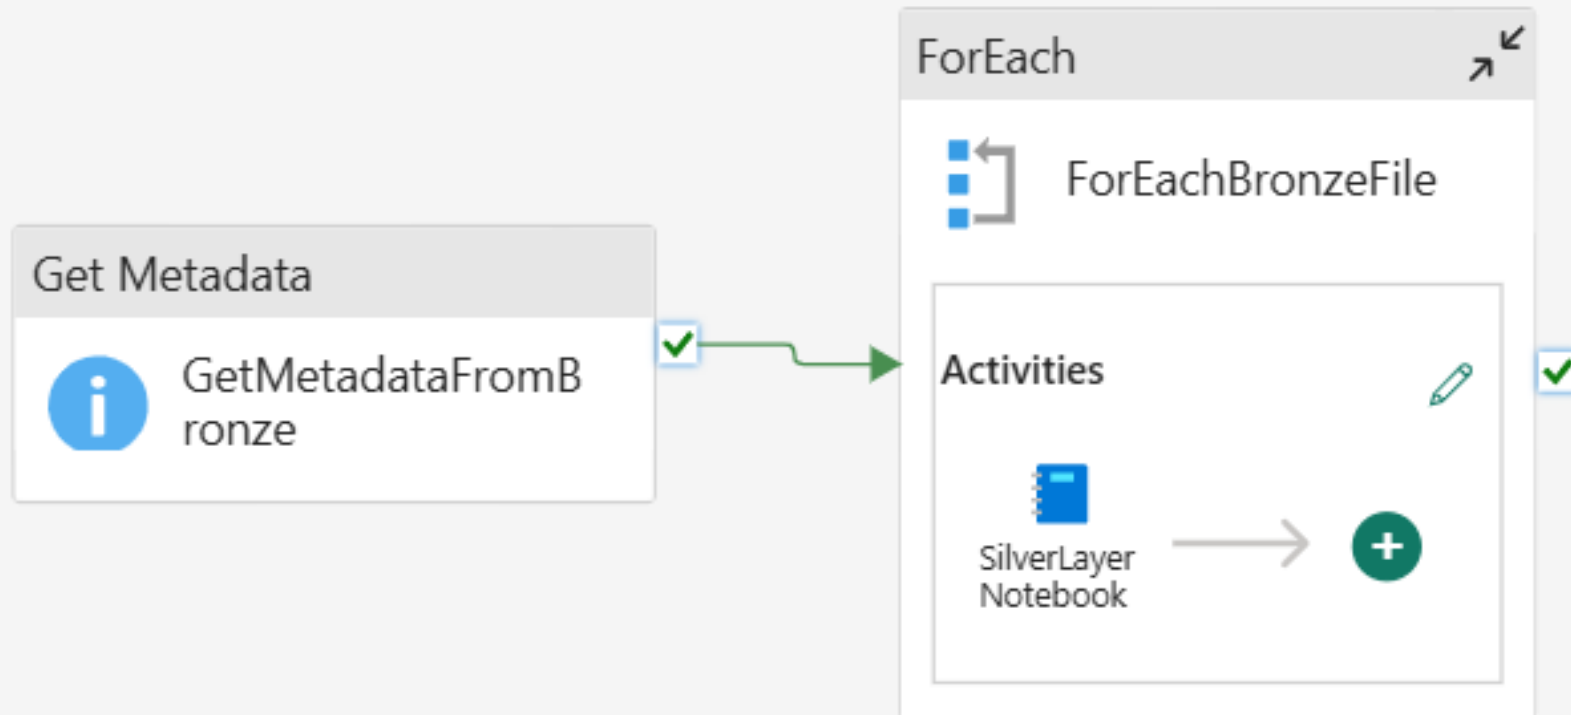 Get Metadata
GetMetadataFromB
ronze
ForEach
ForEachBronzeFile
Activities
SilverLayer
Notebook